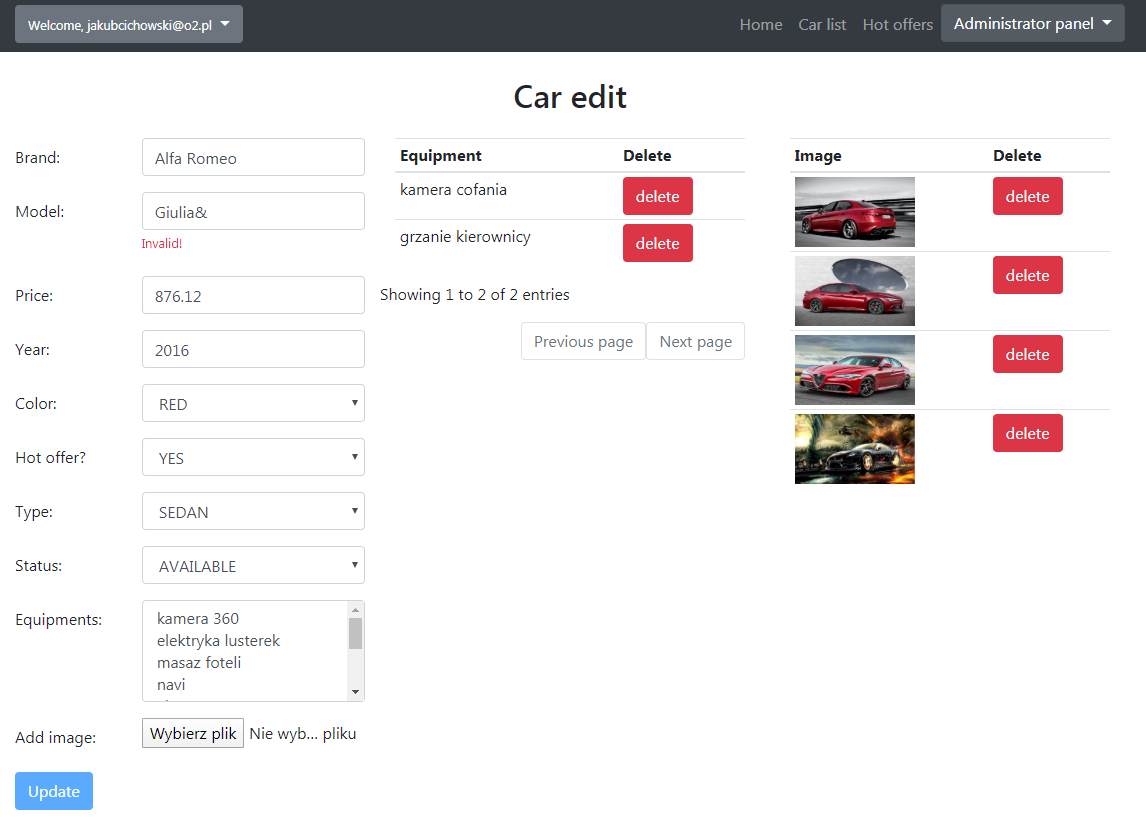 Welcome, jakubcichowski@o2.pl
Home Car list Hot offers Administrator panel
Car edit
Brand: Alfa Romeo
Model: Giulia&
Invalid!
Price: 876.12
Year: 2016
Color: RED
Hot offer? YES
Type: SEDAN
Status: AVAILABLE
Equipments: kamera 360
elektryka lusterek
masaz foteli
navi
Add image: Wybierz plik Nie wyb... pliku
Update
Equipment Delete
kamera cofania delete
grzanie kierownicy delete
Showing 1 to 2 of 2 entries
Previous page Next page
Image Delete
delete
delete
delete
delete